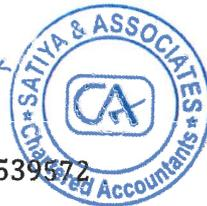 SATIYA & ASSOCIATES
CA
Chartered Accountants
539572